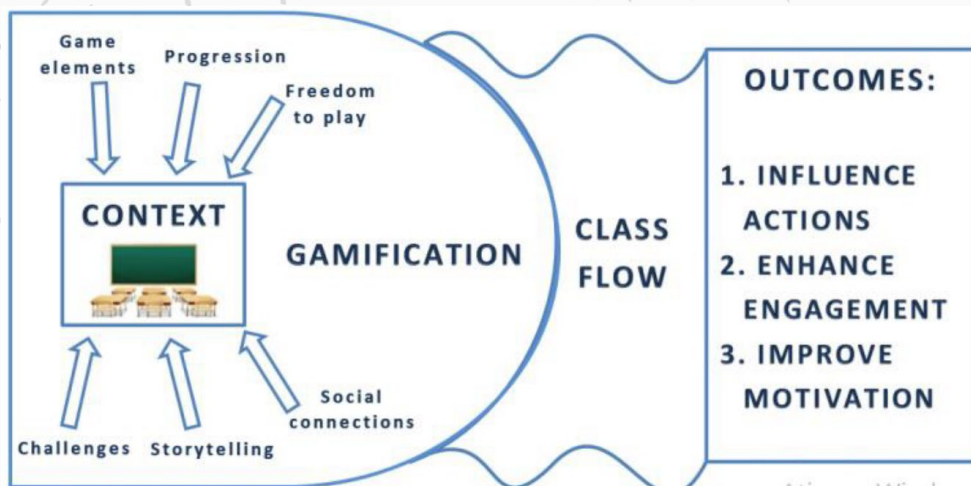 Game
elements
Progression
Freedom
to play
CONTEXT
GAMIFICATION
Challenges
Storytelling
Social
connections
CLASS
FLOW
OUTCOMES:
1. INFLUENCE
ACTIONS
2. ENHANCE
ENGAGEMENT
3. IMPROVE
MOTIVATION